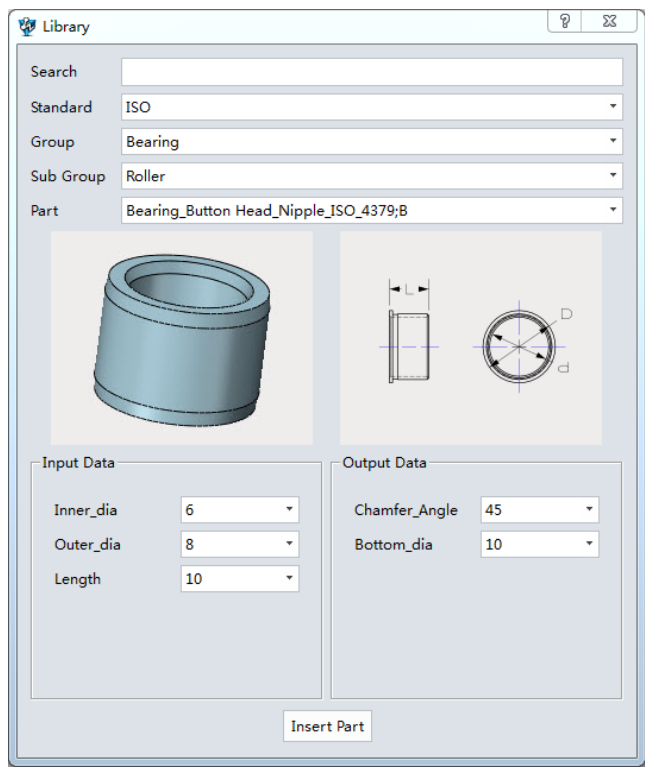 Library
Search
Standard ISO
Group Bearing
Sub Group Roller
Part Bearing_Button Head_Nipple_ISO_4379;B
L
D
d
Input Data Output Data
Inner_dia 6 Chamfer_Angle 45
Outer_dia 8 Bottom_dia 10
Length 10
Insert Part